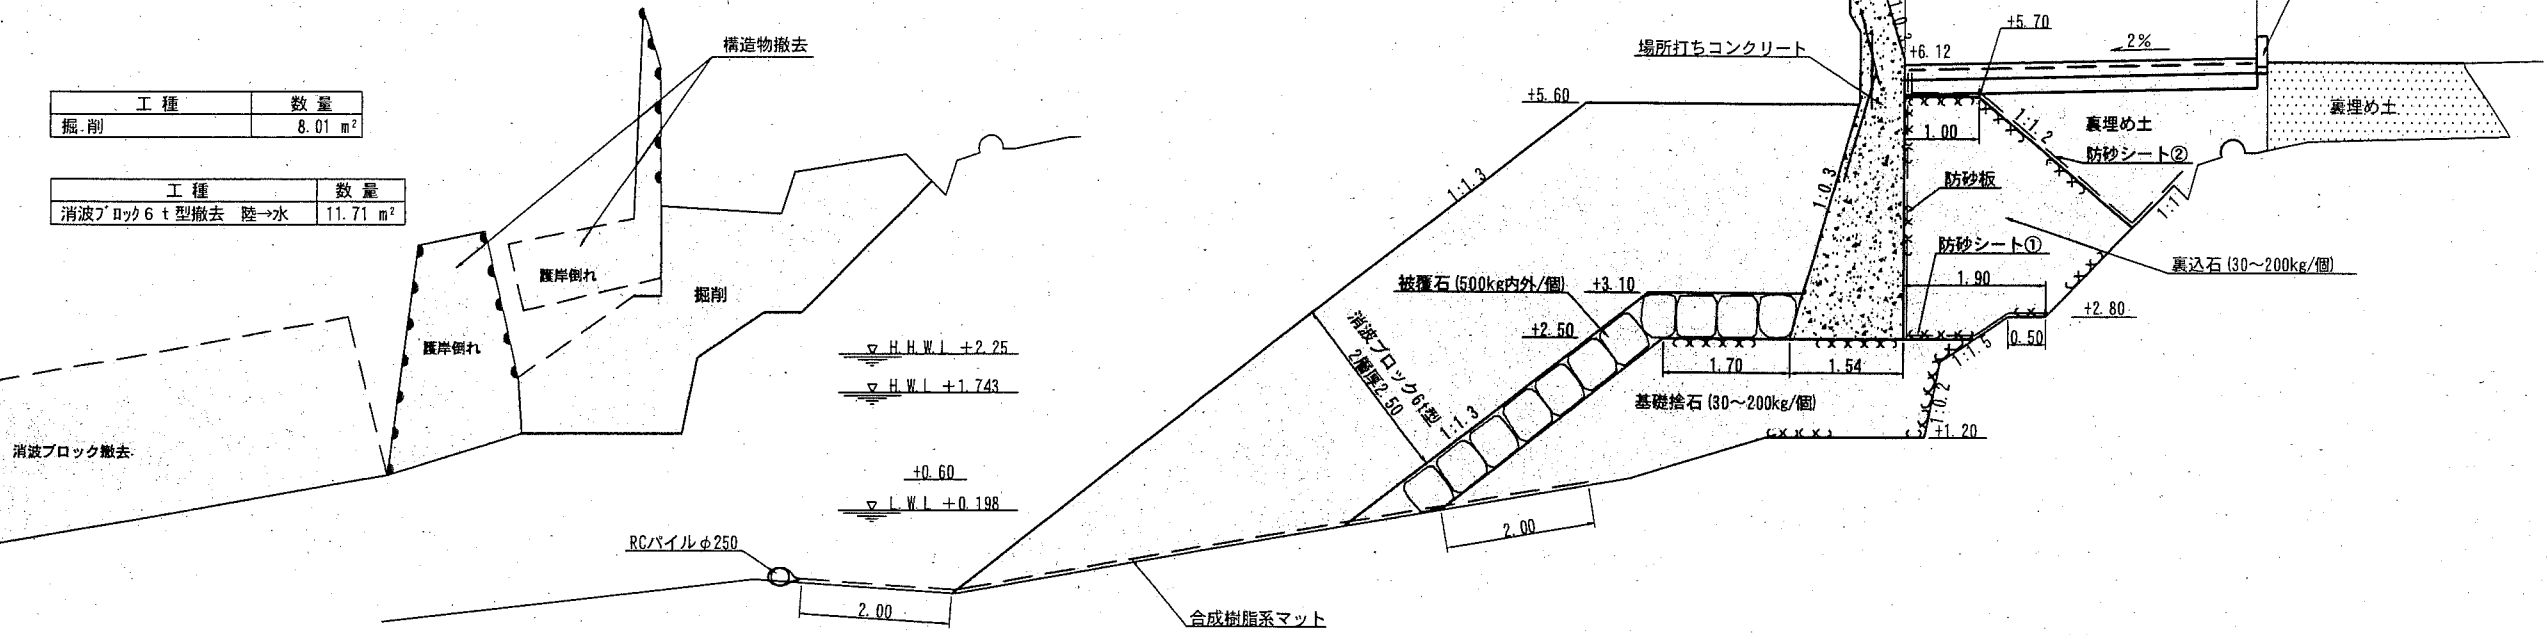 構造物撤去
工種 数量
掘削 8.01 m²
工種 数量
消波ブロック6t型撤去 陸→水 11.71 m²
護岸倒れ
掘削
護岸倒れ
消波ブロック撤去
H.H.W.L +2.25
H.W.L +1.743
+0.60
L.W.L +0.198
RCパイルφ250
2.00
合成樹脂系マット
+5.60
1:1.3
場所打ちコンクリート
+6.12
+5.70
2%
裏埋め土
1.00
1:1.2
裏埋め土
防砂シート②
防砂板
1:0.3
1:1
防砂シート①
1.90
裏込石(30～200kg/個)
被覆石(500kg内外/個)
+3.10
+2.50
+2.80
0.50
1:1.5
消波ブロック6t型
2層厚2.50
1:1.3
1.70
1.54
基礎捨石(30～200kg/個)
1:0.2
+1.20
2.00